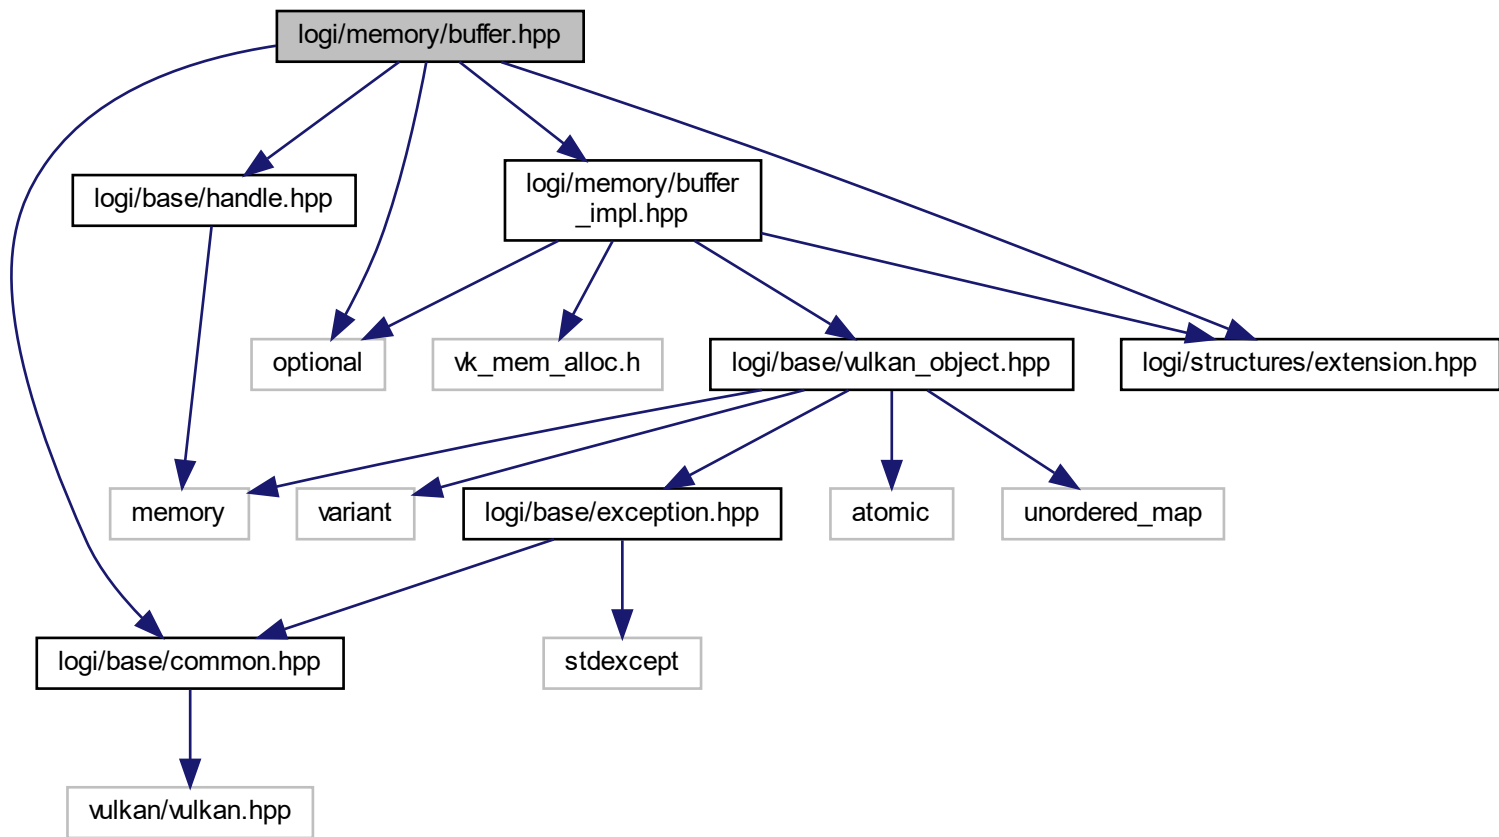 logi/memory/buffer.hpp
logi/base/handle.hpp
logi/memory/buffer
_impl.hpp
optional
vk_mem_alloc.h
logi/base/vulkan_object.hpp
logi/structures/extension.hpp
memory
variant
logi/base/exception.hpp
atomic
unordered_map
logi/base/common.hpp
stdexcept
vulkan/vulkan.hpp